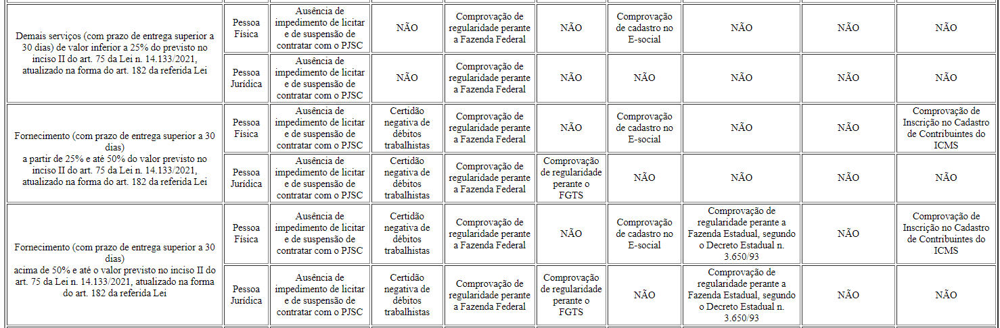 Demais serviços (com prazo de entrega superior a
30 dias) de valor inferior a 25% do previsto no
inciso II do art. 75 da Lei n. 14.133/2021,
atualizado na forma do art. 182 da referida Lei
Pessoa
Física
Ausência de
impedimento de licitar
e de suspensão de
contratar com o PJSC
NÃO
Comprovação de
regularidade perante
a Fazenda Federal
NÃO
Comprovação
de cadastro no
E-social
NÃO
NÃO
NÃO
Pessoa
Jurídica
Ausência de
impedimento de licitar
e de suspensão de
contratar com o PJSC
NÃO
Comprovação de
regularidade perante
a Fazenda Federal
NÃO
NÃO
NÃO
NÃO
NÃO
Fornecimento (com prazo de entrega superior a 30
dias)
a partir de 25% e até 50% do valor previsto no
inciso II do art. 75 da Lei n. 14.133/2021,
atualizado na forma do art. 182 da referida Lei
Pessoa
Física
Ausência de
impedimento de licitar
e de suspensão de
contratar com o PJSC
Certidão
negativa de
débitos
trabalhistas
Comprovação de
regularidade perante
a Fazenda Federal
NÃO
Comprovação
de cadastro no
E-social
NÃO
NÃO
Comprovação de
Inscrição no Cadastro
de Contribuintes do
ICMS
Pessoa
Jurídica
Ausência de
impedimento de licitar
e de suspensão de
contratar com o PJSC
Certidão
negativa de
débitos
trabalhistas
Comprovação de
regularidade perante
a Fazenda Federal
Comprovação
de regularidade
perante o
FGTS
NÃO
NÃO
NÃO
NÃO
Fornecimento (com prazo de entrega superior a 30
dias)
acima de 50% e até o valor previsto no inciso II do
art. 75 da Lei n. 14.133/2021, atualizado na forma
do art. 182 da referida Lei
Pessoa
Física
Ausência de
impedimento de licitar
e de suspensão de
contratar com o PJSC
Certidão
negativa de
débitos
trabalhistas
Comprovação de
regularidade perante
a Fazenda Federal
NÃO
Comprovação
de cadastro no
E-social
Comprovação de
regularidade perante a
Fazenda Estadual, segundo
o Decreto Estadual n.
3.650/93
NÃO
Comprovação de
Inscrição no Cadastro
de Contribuintes do
ICMS
Pessoa
Jurídica
Ausência de
impedimento de licitar
e de suspensão de
contratar com o PJSC
Certidão
negativa de
débitos
trabalhistas
Comprovação de
regularidade perante
a Fazenda Federal
Comprovação
de regularidade
perante o
FGTS
NÃO
Comprovação de
regularidade perante a
Fazenda Estadual, segundo
o Decreto Estadual n.
3.650/93
NÃO
NÃO